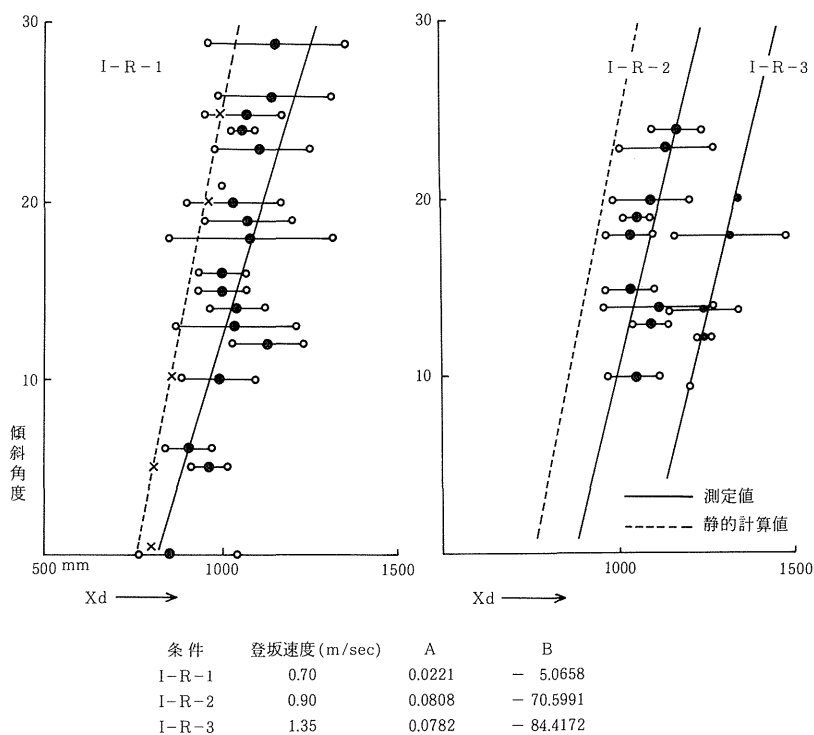 30
20
10
傾斜角度
I-R-1
500 mm
1000
1500
Xd
30
20
10
I-R-2
I-R-3
測定値
静的計算値
1000
1500
Xd
条件 登坂速度(m/sec) A B
I-R-1 0.70 0.0221 - 5.0658
I-R-2 0.90 0.0808 - 70.5991
I-R-3 1.35 0.0782 - 84.4172